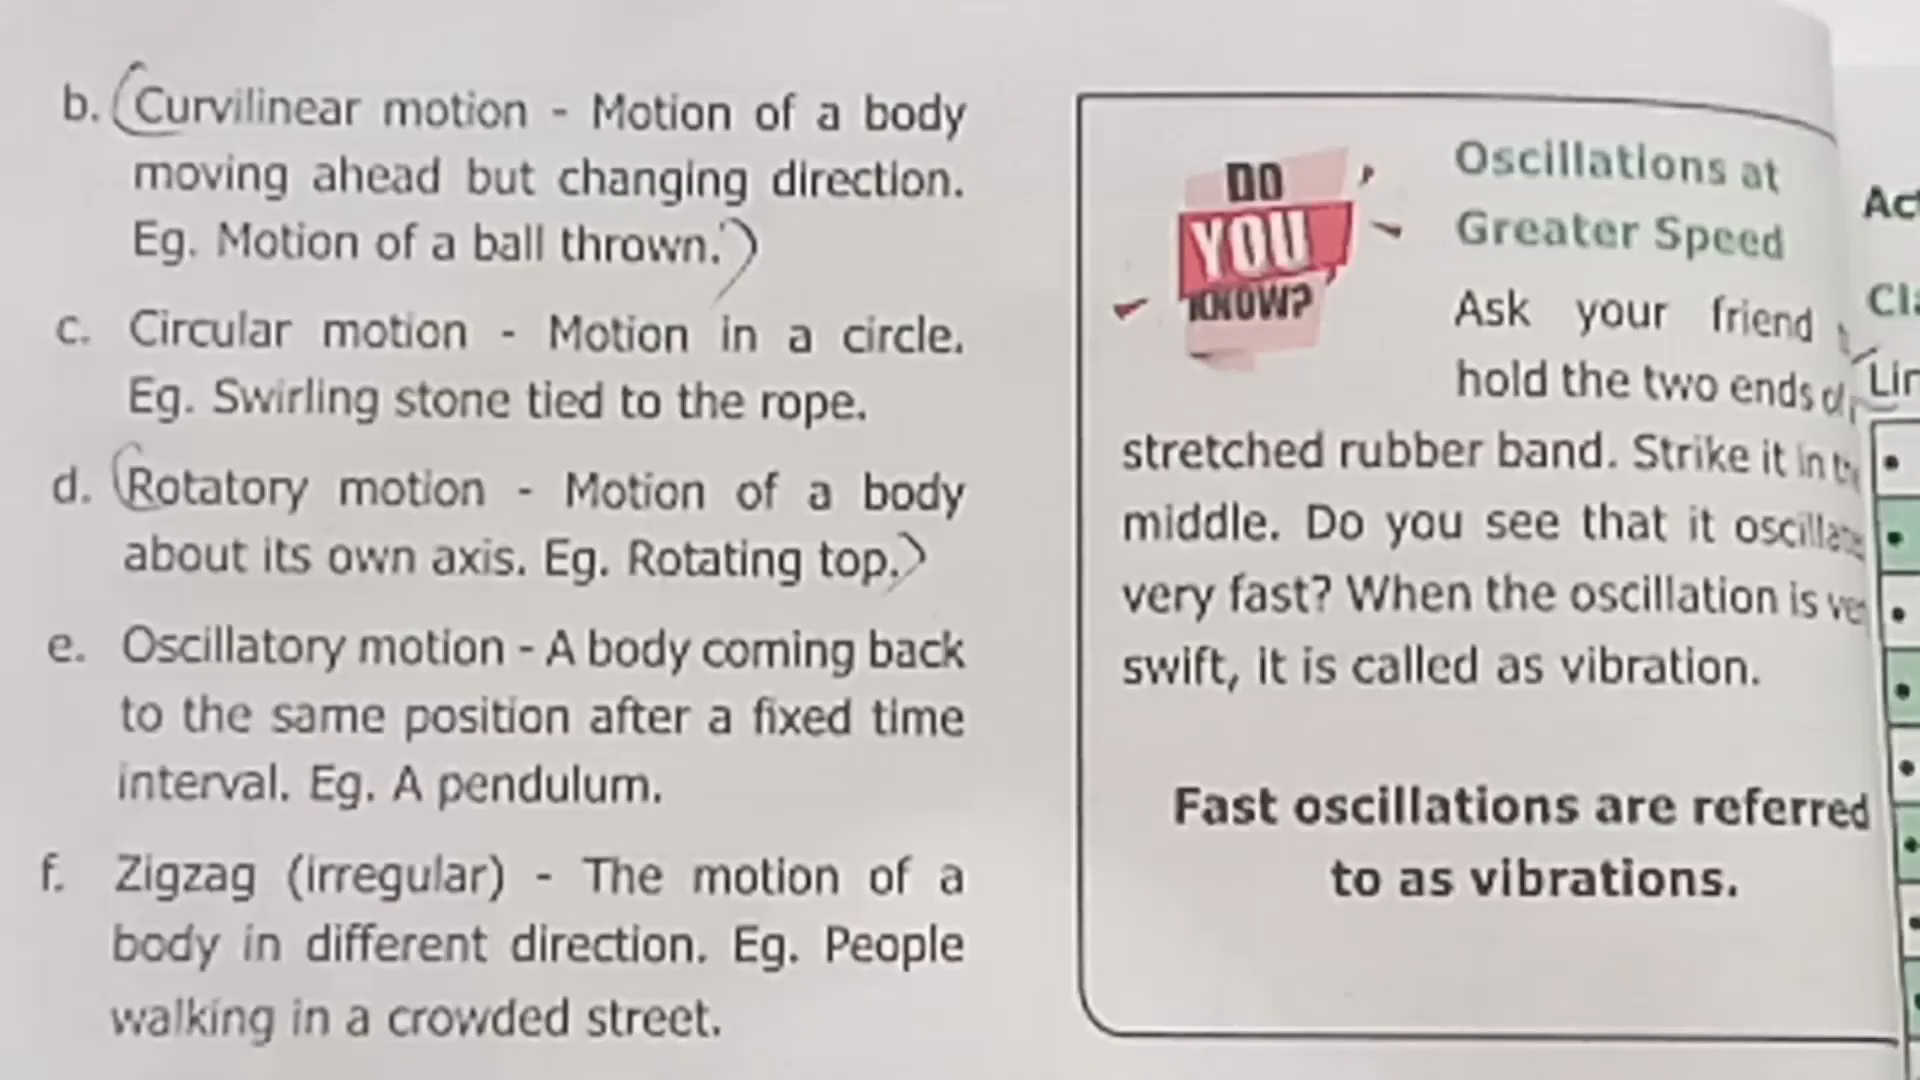 b. Curvilinear motion - Motion of a body
moving ahead but changing direction.
Eg. Motion of a ball thrown.
c. Circular motion - Motion in a circle.
Eg. Swirling stone tied to the rope.
d. Rotatory motion - Motion of a body
about its own axis. Eg. Rotating top.
e. Oscillatory motion - A body coming back
to the same position after a fixed time
interval. Eg. A pendulum.
f. Zigzag (irregular) - The motion of a
body in different direction. Eg. People
walking in a crowded street.
DO
YOU
KNOW?
Oscillations at
Greater Speed
Ask your friend
hold the two ends
stretched rubber band. Strike it in
middle. Do you see that it
very fast? When the oscillation is
swift, it is called as vibration.
Fast oscillations are referred
to as vibrations.